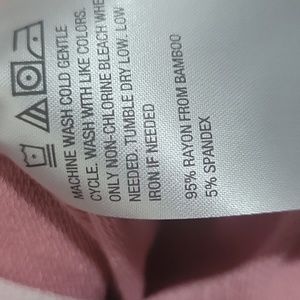 MACHINE WASH COLD GENTLE
CYCLE. WASH WITH LIKE COLORS.
ONLY NON-CHLORINE BLEACH WHE
NEEDED. TUMBLE DRY LOW. LOW
IRON IF NEEDED
95% RAYON FROM BAMBOO
5% SPANDEX